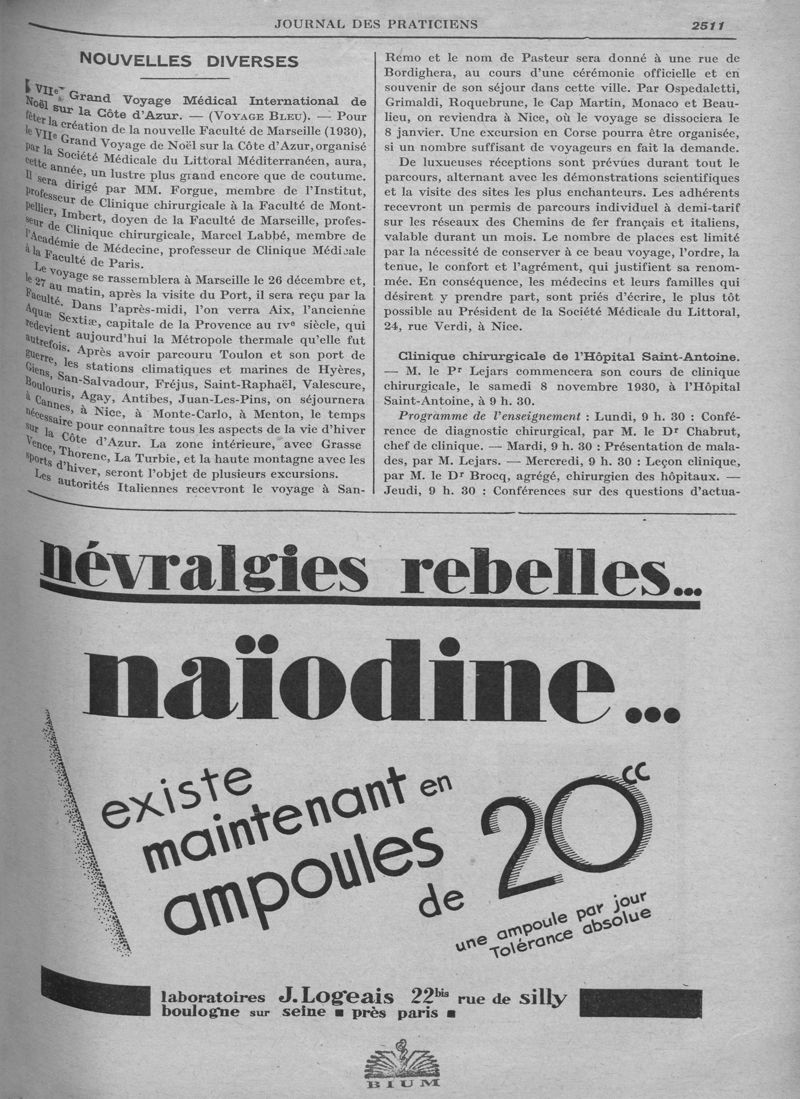 JOURNAL DES PRATICIENS 2511
NOUVELLES DIVERSES
VIIe Grand Voyage Médical International de
Noël sur la Côte d'Azur. — (VOYAGE BLEU). — Pour
fêter la création de la nouvelle Faculté de Marseille (1930),
le VIIe Grand Voyage de Noël sur la Côte d'Azur, organisé
par la Société Médicale du Littoral Méditerranéen, aura,
cette année, un lustre plus grand encore que de coutume.
Il sera dirigé par MM. Forgue, membre de l'Institut,
professeur de Clinique chirurgicale à la Faculté de Mont-
pellier, Imbert, doyen de la Faculté de Marseille, profes-
seur de Clinique chirurgicale, Marcel Labbé, membre de
l'Académie de Médecine, professeur de Clinique Médicale
à la Faculté de Paris.
Le voyage se rassemblera à Marseille le 26 décembre et,
le 27 au matin, après la visite du Port, il sera reçu par la
Faculté. Dans l'après-midi, l'on verra Aix, l'ancienne
Aquæ Sextiæ, capitale de la Provence au IVe siècle, qui
redevient aujourd'hui la Métropole thermale qu'elle fut
autrefois. Après avoir parcouru Toulon et son port de
guerre, les stations climatiques et marines de Hyères,
Giens, San-Salvadour, Fréjus, Saint-Raphaël, Valescure,
Boulouris, Agay, Antibes, Juan-Les-Pins, on séjournera
à Cannes, à Nice, à Monte-Carlo, à Menton, le temps
nécessaire pour connaître tous les aspects de la vie d'hiver
sur la Côte d'Azur. La zone intérieure, avec Grasse
Vence, Thorenc, La Turbie, et la haute montagne avec les
sports d'hiver, seront l'objet de plusieurs excursions.
Les autorités Italiennes recevront le voyage à San-
Remo et le nom de Pasteur sera donné à une rue de
Bordighera, au cours d'une cérémonie officielle et en
souvenir de son séjour dans cette ville. Par Ospedaletti,
Grimaldi, Roquebrune, le Cap Martin, Monaco et Beau-
lieu, on reviendra à Nice, où le voyage se dissociera le
8 janvier. Une excursion en Corse pourra être organisée,
si un nombre suffisant de voyageurs en fait la demande.
De luxueuses réceptions sont prévues durant tout le
parcours, alternant avec les démonstrations scientifiques
et la visite des sites les plus enchanteurs. Les adhérents
recevront un permis de parcours individuel à demi-tarif
sur les réseaux des Chemins de fer français et italiens,
valable durant un mois. Le nombre de places est limité
par la nécessité de conserver à ce beau voyage, l'ordre, la
tenue, le confort et l'agrément, qui justifient sa renom-
mée. En conséquence, les médecins et leurs familles qui
désirent y prendre part, sont priés d'écrire, le plus tôt
possible au Président de la Société Médicale du Littoral,
24, rue Verdi, à Nice.
Clinique chirurgicale de l'Hôpital Saint-Antoine.
— M. le Pr Lejars commencera son cours de clinique
chirurgicale, le samedi 8 novembre 1930, à l'Hôpital
Saint-Antoine, à 9 h. 30.
Programme de l'enseignement : Lundi, 9 h. 30 : Confé-
rence de diagnostic chirurgical, par M. le Dr Chabrut,
chef de clinique. — Mardi, 9 h. 30 : Présentation de mala-
des, par M. Lejars. — Mercredi, 9 h. 30 : Leçon clinique,
par M. le Dr Brocq, agrégé, chirurgien des hôpitaux. —
Jeudi, 9 h. 30 : Conférences sur des questions d'actua-
névralgies rebelles...
naïodine...
existe
maintenant en
ampoules
de 20cc
une ampoule par jour
Tolérance absolue
laboratoires J. Logeais 22bis rue de silly
boulogne sur seine ■ près paris ■
BIUM